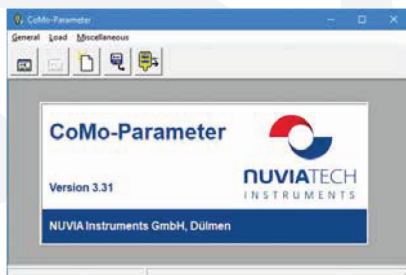 CoMo-Parameter
General Load Miscellaneous
CoMo-Parameter
NUVIATECH
INSTRUMENTS
Version 3.31
NUVIA Instruments GmbH, Dülmen